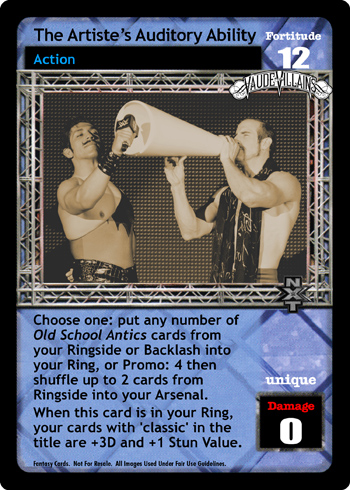 The Artiste's Auditory Ability
Fortitude
12
Action
VAUDEVILLAINS
NXT
Choose one: put any number of
Old School Antics cards from
your Ringside or Backlash into
your Ring, or Promo: 4 then
shuffle up to 2 cards from
Ringside into your Arsenal.
When this card is in your Ring,
your cards with 'classic' in the
title are +3D and +1 Stun Value.
unique
Damage
0
Fantasy Cards. Not For Resale. All Images Used Under Fair Use Guidelines.